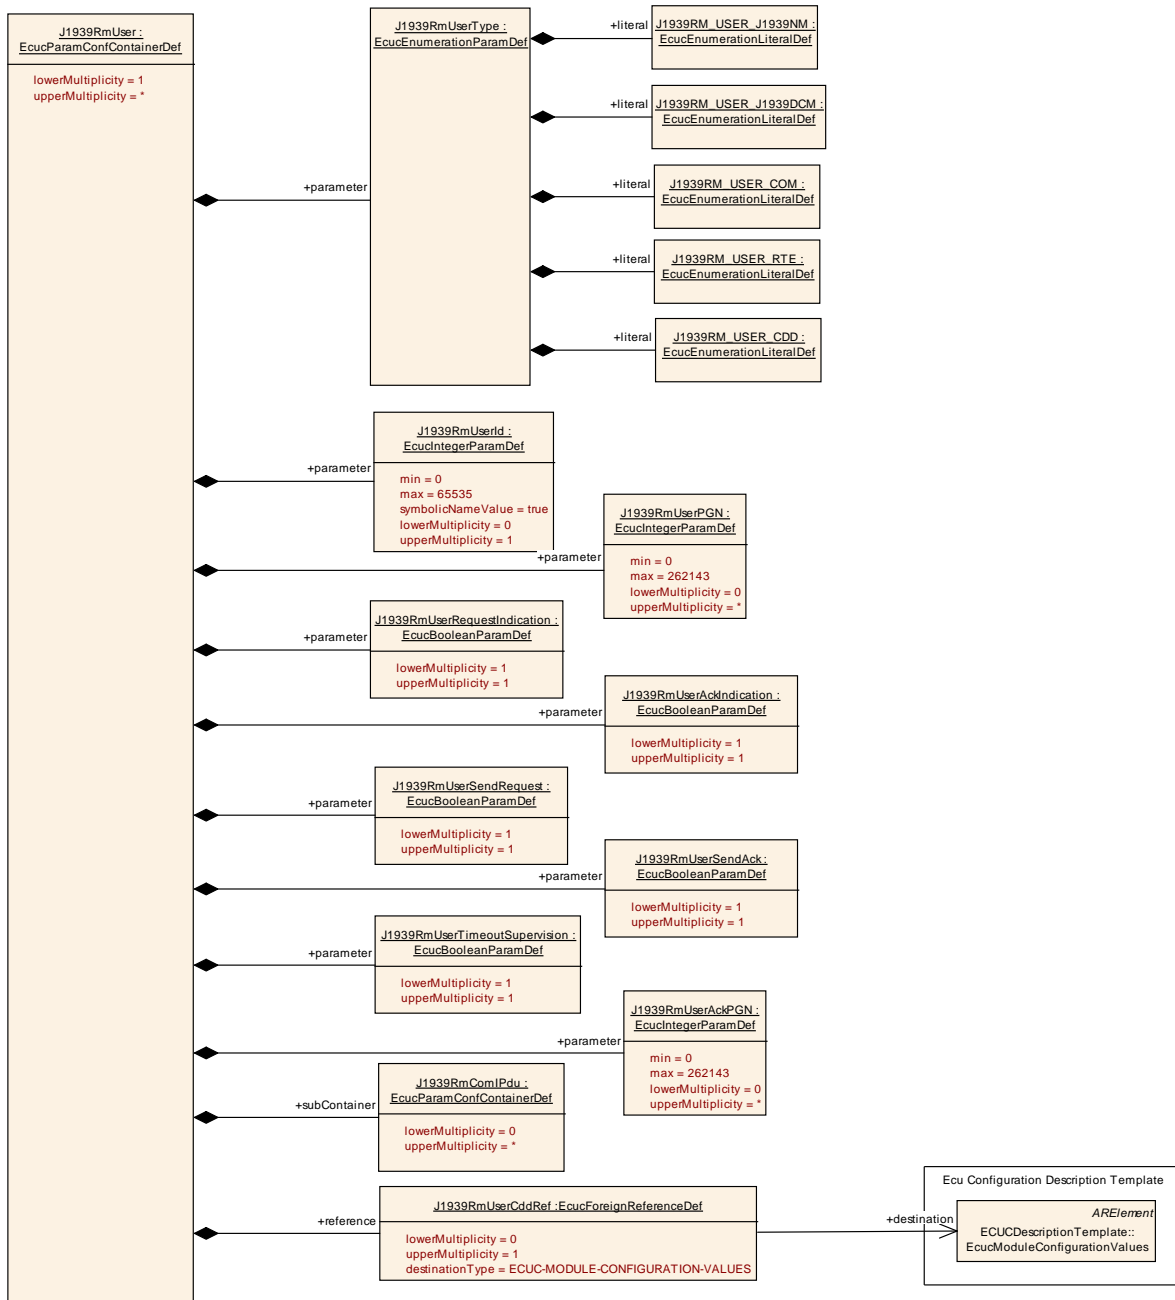 J1939RmUser :
EcucParamConfContainerDef
lowerMultiplicity = 1
upperMultiplicity = *
+parameter
J1939RmUserType :
EcucEnumerationParamDef
+literal
J1939RM_USER_J1939NM :
EcucEnumerationLiteralDef
+literal
J1939RM_USER_J1939DCM :
EcucEnumerationLiteralDef
+literal
J1939RM_USER_COM :
EcucEnumerationLiteralDef
+literal
J1939RM_USER_RTE :
EcucEnumerationLiteralDef
+literal
J1939RM_USER_CDD :
EcucEnumerationLiteralDef
+parameter
J1939RmUserId :
EcucIntegerParamDef
min = 0
max = 65535
symbolicNameValue = true
lowerMultiplicity = 0
upperMultiplicity = 1
+parameter
J1939RmUserPGN :
EcucIntegerParamDef
min = 0
max = 262143
lowerMultiplicity = 0
upperMultiplicity = *
+parameter
J1939RmUserRequestIndication :
EcucBooleanParamDef
lowerMultiplicity = 1
upperMultiplicity = 1
+parameter
J1939RmUserAckIndication :
EcucBooleanParamDef
lowerMultiplicity = 1
upperMultiplicity = 1
+parameter
J1939RmUserSendRequest :
EcucBooleanParamDef
lowerMultiplicity = 1
upperMultiplicity = 1
+parameter
J1939RmUserSendAck :
EcucBooleanParamDef
lowerMultiplicity = 1
upperMultiplicity = 1
+parameter
J1939RmUserTimeoutSupervision :
EcucBooleanParamDef
lowerMultiplicity = 1
upperMultiplicity = 1
+parameter
J1939RmUserAckPGN :
EcucIntegerParamDef
min = 0
max = 262143
lowerMultiplicity = 0
upperMultiplicity = *
+subContainer
J1939RmComIPdu :
EcucParamConfContainerDef
lowerMultiplicity = 0
upperMultiplicity = *
+reference
J1939RmUserCddRef :EcucForeignReferenceDef
lowerMultiplicity = 0
upperMultiplicity = 1
destinationType = ECUC-MODULE-CONFIGURATION-VALUES
+destination
Ecu Configuration Description Template
ARElement
ECUCDescriptionTemplate::
EcucModuleConfigurationValues